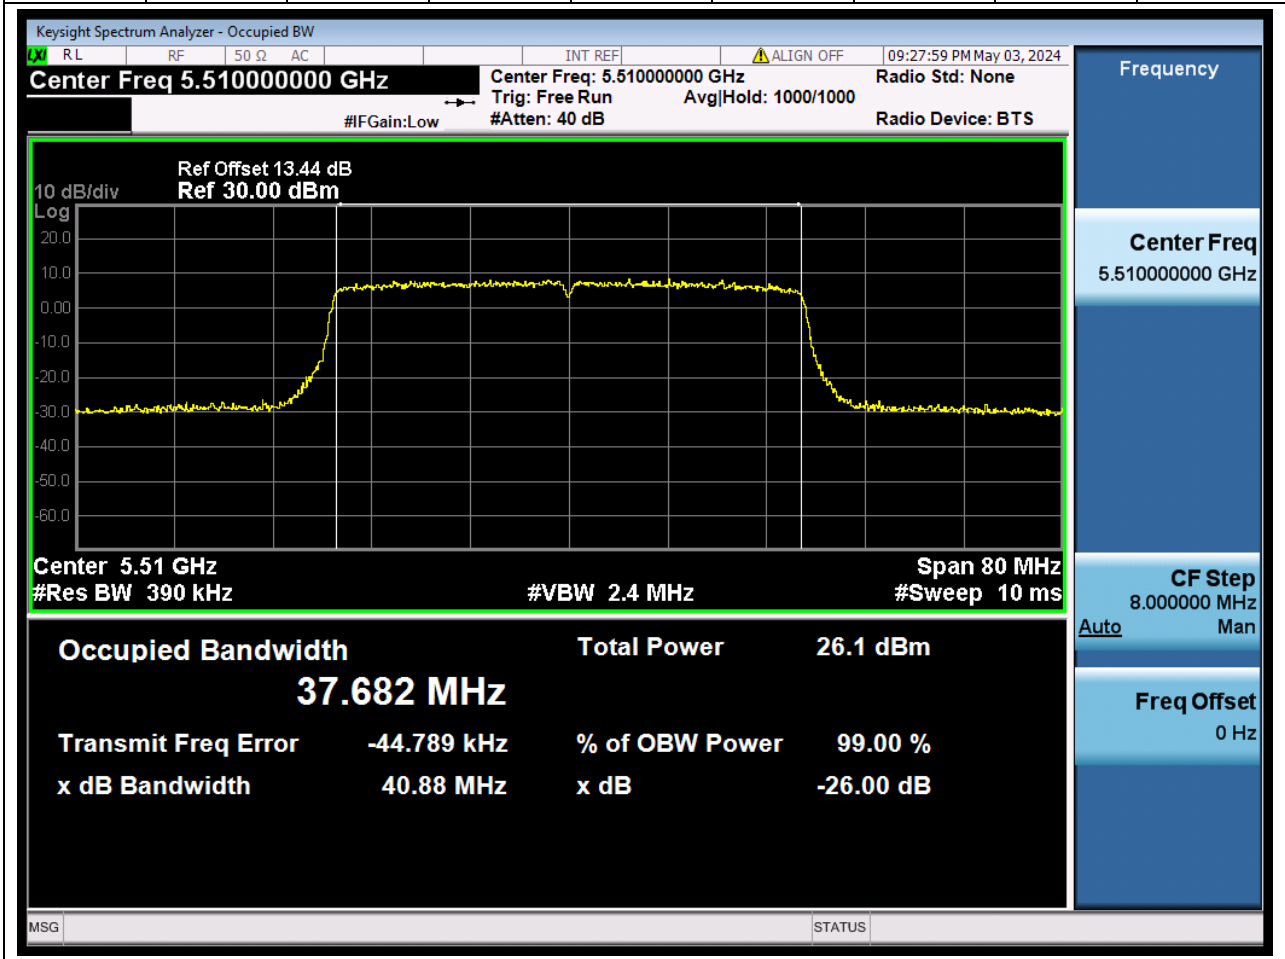 Keysight Spectrum Analyzer - Occupied BW
LXI RL RF 50 Ω AC INT REF ALIGN OFF 09:27:59 PM May 03, 2024
Center Freq 5.510000000 GHz
Center Freq: 5.510000000 GHz
Radio Std: None
Trig: Free Run Avg|Hold: 1000/1000
#IFGain:Low
#Atten: 40 dB
Radio Device: BTS
Ref Offset 13.44 dB
10 dB/div Ref 30.00 dBm
Log
20.0
10.0
0.00
-10.0
-20.0
-30.0
-40.0
-50.0
-60.0
Center 5.51 GHz Span 80 MHz
#Res BW 390 kHz #VBW 2.4 MHz #Sweep 10 ms
Occupied Bandwidth Total Power 26.1 dBm
37.682 MHz
Transmit Freq Error -44.789 kHz % of OBW Power 99.00 %
x dB Bandwidth 40.88 MHz x dB -26.00 dB
Frequency
Center Freq
5.510000000 GHz
CF Step
8.000000 MHz
Auto Man
Freq Offset
0 Hz
MSG STATUS